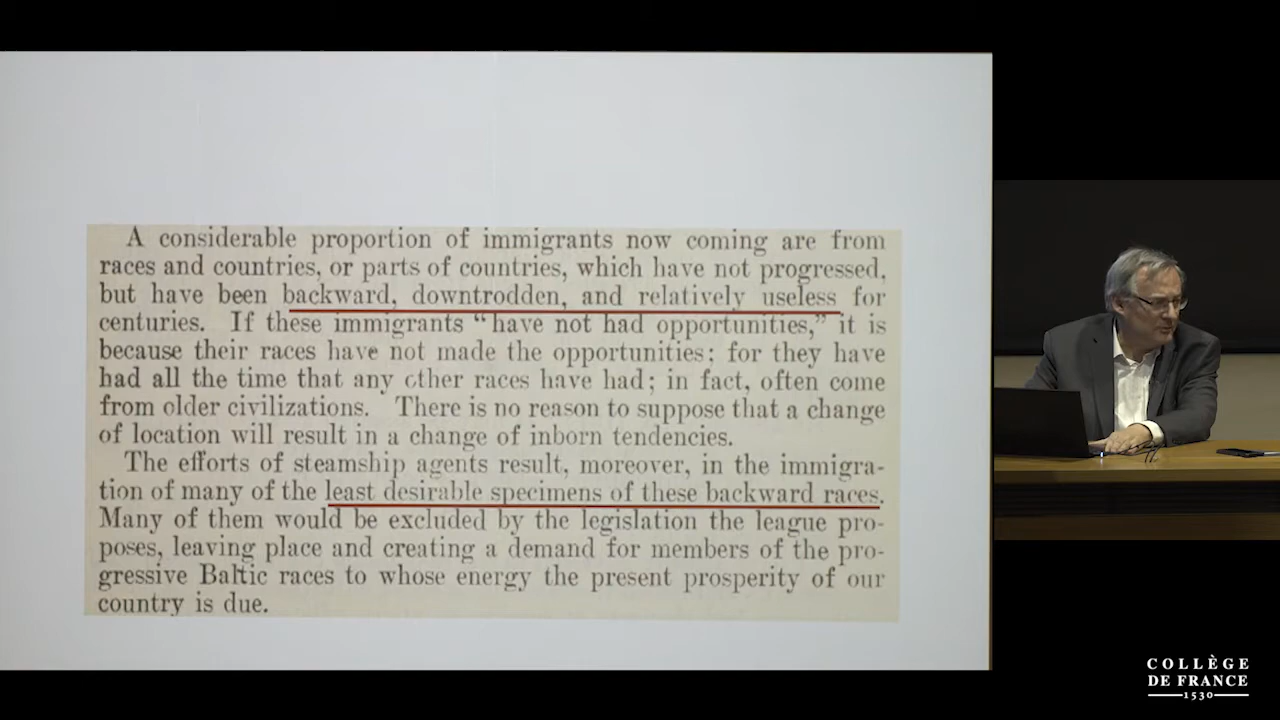 A considerable proportion of immigrants now coming are from
races and countries, or parts of countries, which have not progressed,
but have been backward, downtrodden, and relatively useless for
centuries. If these immigrants “have not had opportunities,” it is
because their races have not made the opportunities; for they have
had all the time that any other races have had; in fact, often come
from older civilizations. There is no reason to suppose that a change
of location will result in a change of inborn tendencies.
The efforts of steamship agents result, moreover, in the immigra-
tion of many of the least desirable specimens of these backward races.
Many of them would be excluded by the legislation the league pro-
poses, leaving place and creating a demand for members of the pro-
gressive Baltic races to whose energy the present prosperity of our
country is due.
COLLÈGE
DE FRANCE
1530